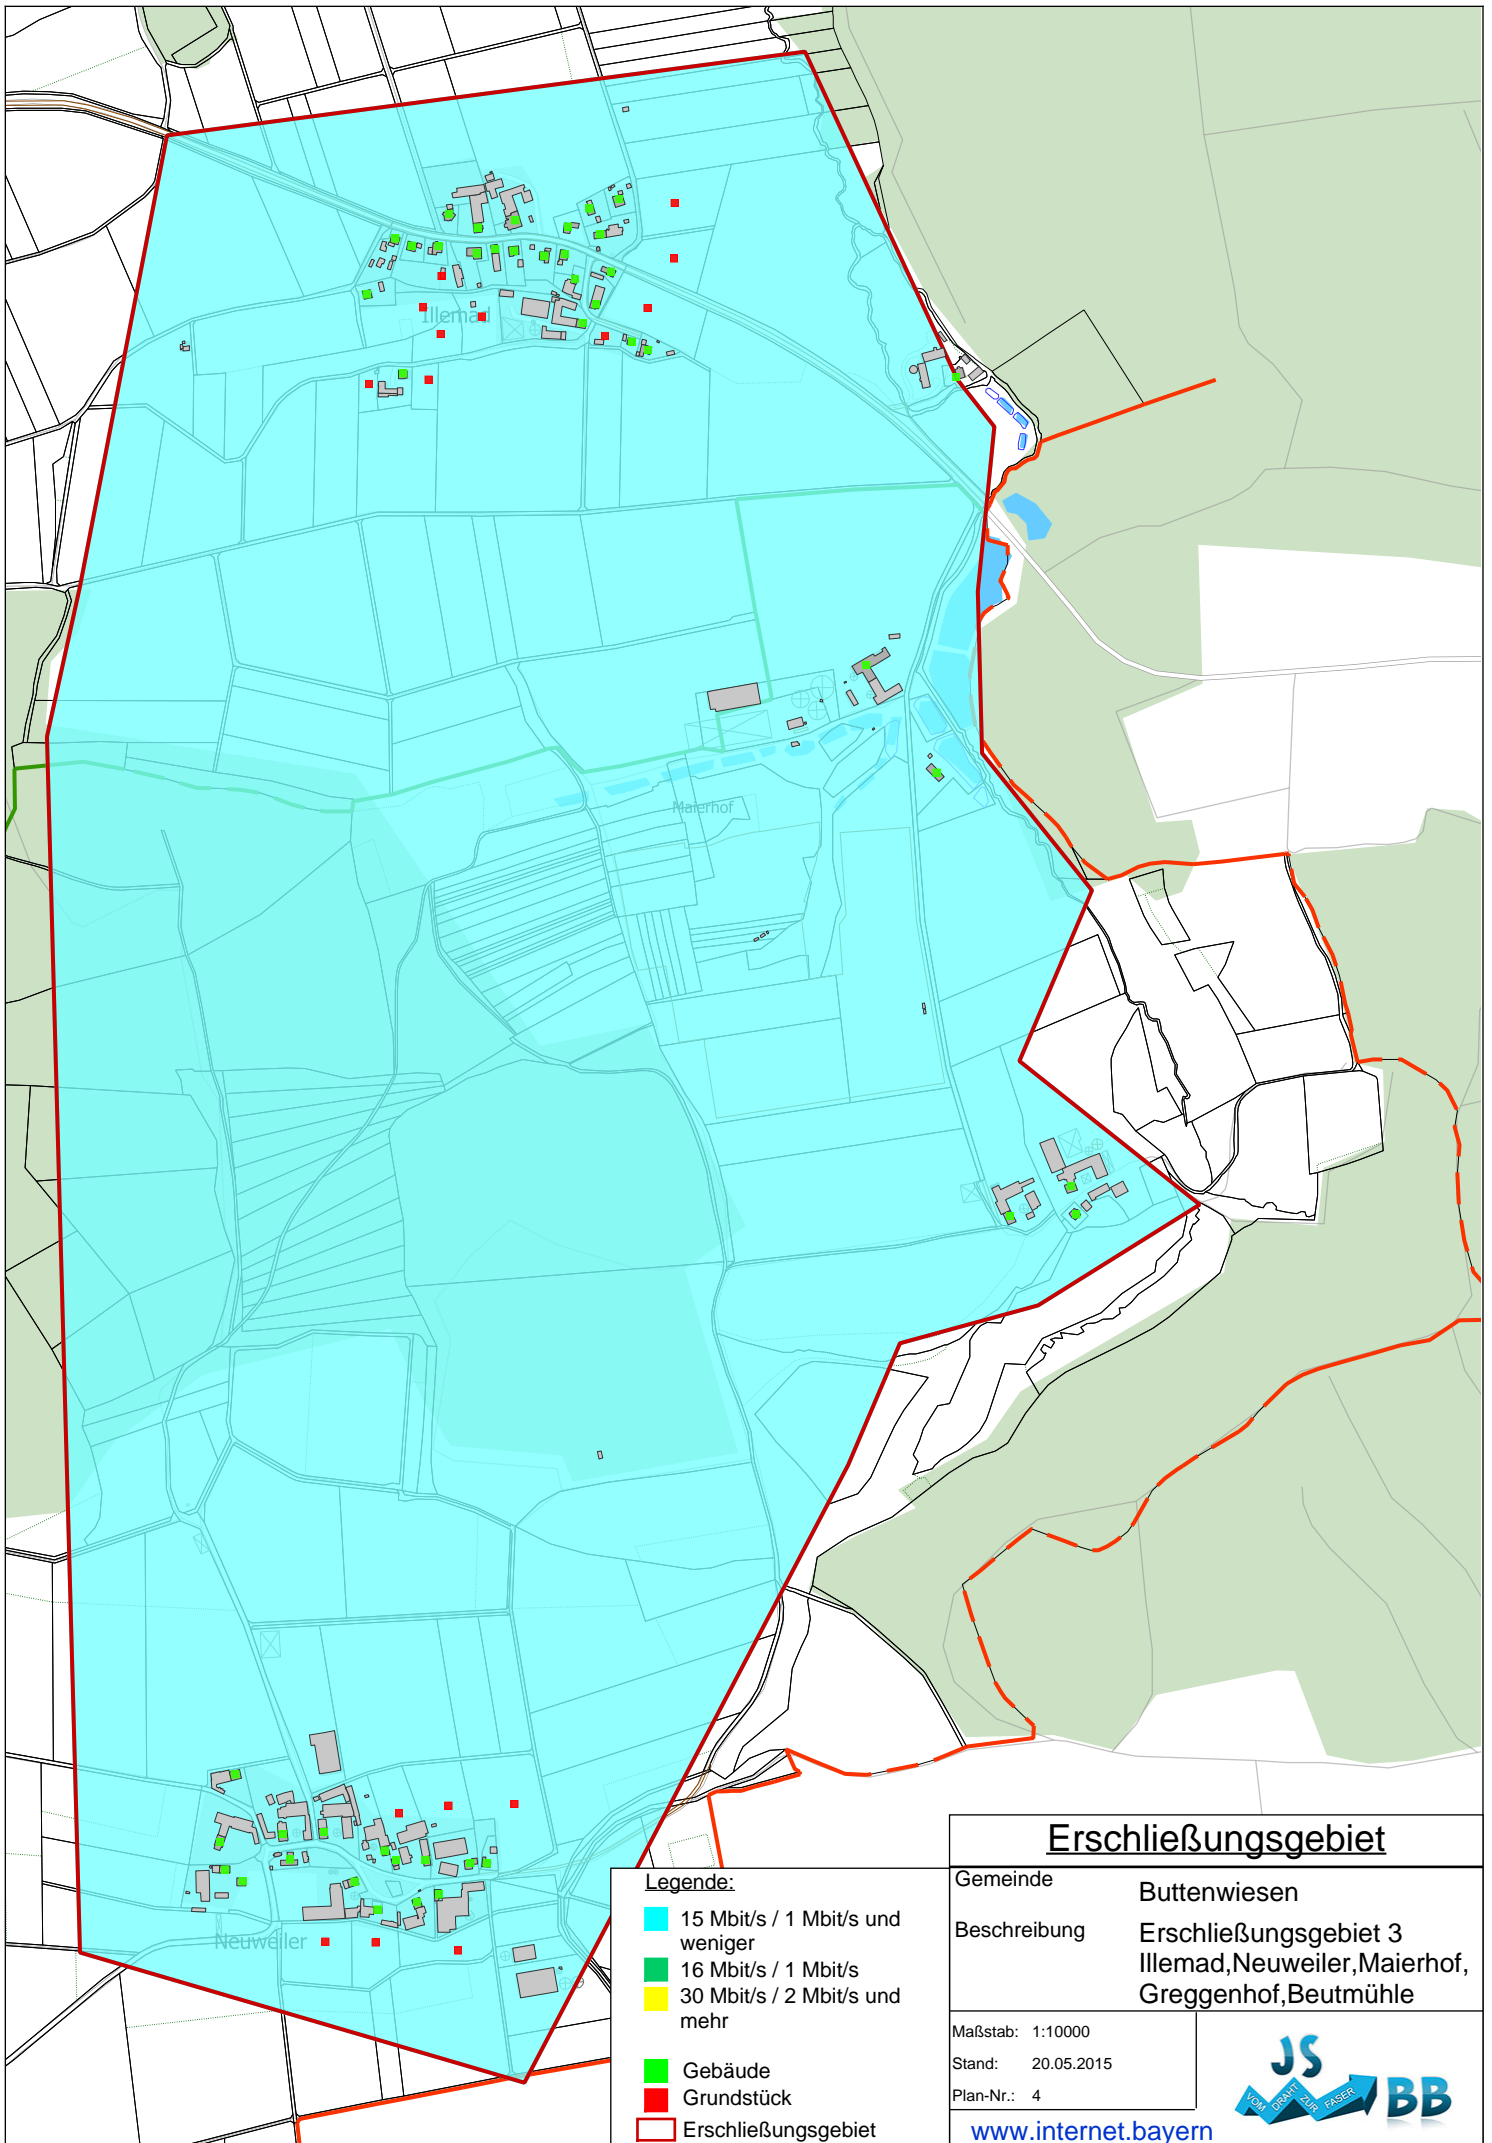 Illemad
Maierhof
Neuweiler
Legende:
15 Mbit/s / 1 Mbit/s und
weniger
16 Mbit/s / 1 Mbit/s
30 Mbit/s / 2 Mbit/s und
mehr
Gebäude
Grundstück
Erschließungsgebiet
Erschließungsgebiet
Gemeinde
Buttenwiesen
Beschreibung
Erschließungsgebiet 3
Illemad,Neuweiler,Maierhof,
Greggenhof,Beutmühle
Maßstab: 1:10000
Stand: 20.05.2015
Plan-Nr.: 4
www.internet.bayern
JS
VOM DRAHT ZUR FASER
BB